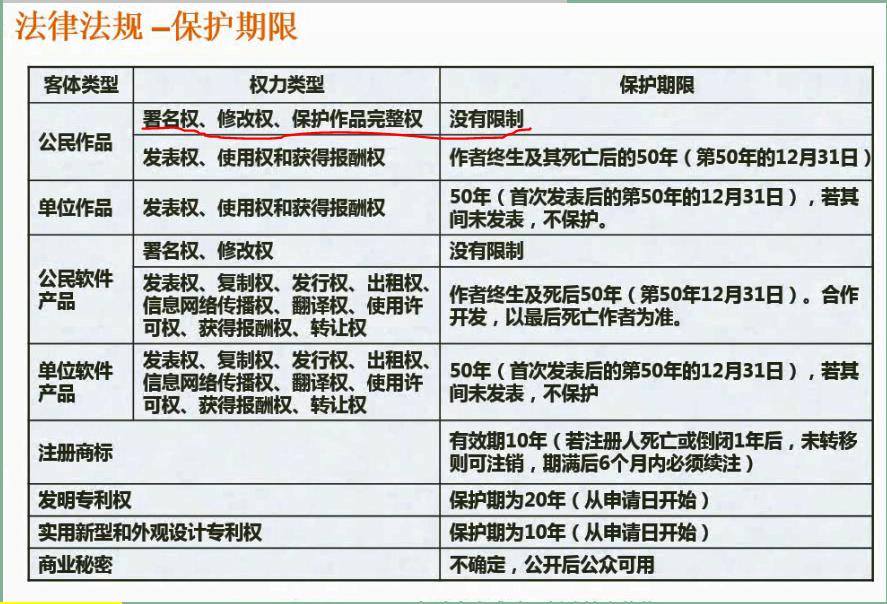 法律法规 –保护期限
客体类型 权力类型 保护期限
公民作品
署名权、修改权、保护作品完整权 没有限制
发表权、使用权和获得报酬权 作者终生及其死亡后的50年（第50年的12月31日）
单位作品 发表权、使用权和获得报酬权
50年（首次发表后的第50年的12月31日），若其
间未发表，不保护。
公民软件
产品
署名权、修改权 没有限制
发表权、复制权、发行权、出租权、
信息网络传播权、翻译权、使用许
可权、获得报酬权、转让权
作者终生及死后50年（第50年12月31日）。合作
开发，以最后死亡作者为准。
单位软件
产品
发表权、复制权、发行权、出租权、
信息网络传播权、翻译权、使用许
可权、获得报酬权、转让权
50年（首次发表后的第50年的12月31日），若其
间未发表，不保护
注册商标
有效期10年（若注册人死亡或倒闭1年后，未转移
则可注销，期满后6个月内必须续注）
发明专利权 保护期为20年（从申请日开始）
实用新型和外观设计专利权 保护期为10年（从申请日开始）
商业秘密 不确定，公开后公众可用